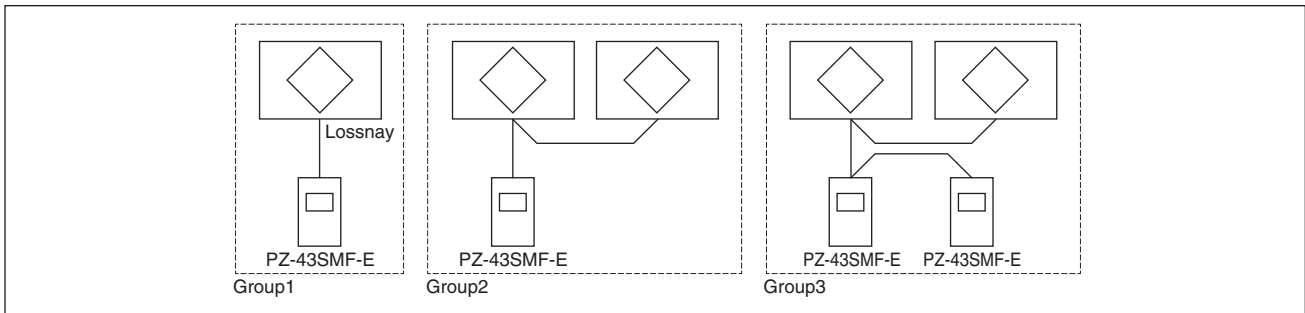 Lossnay
PZ-43SMF-E
Group1
PZ-43SMF-E
Group2
PZ-43SMF-E PZ-43SMF-E
Group3